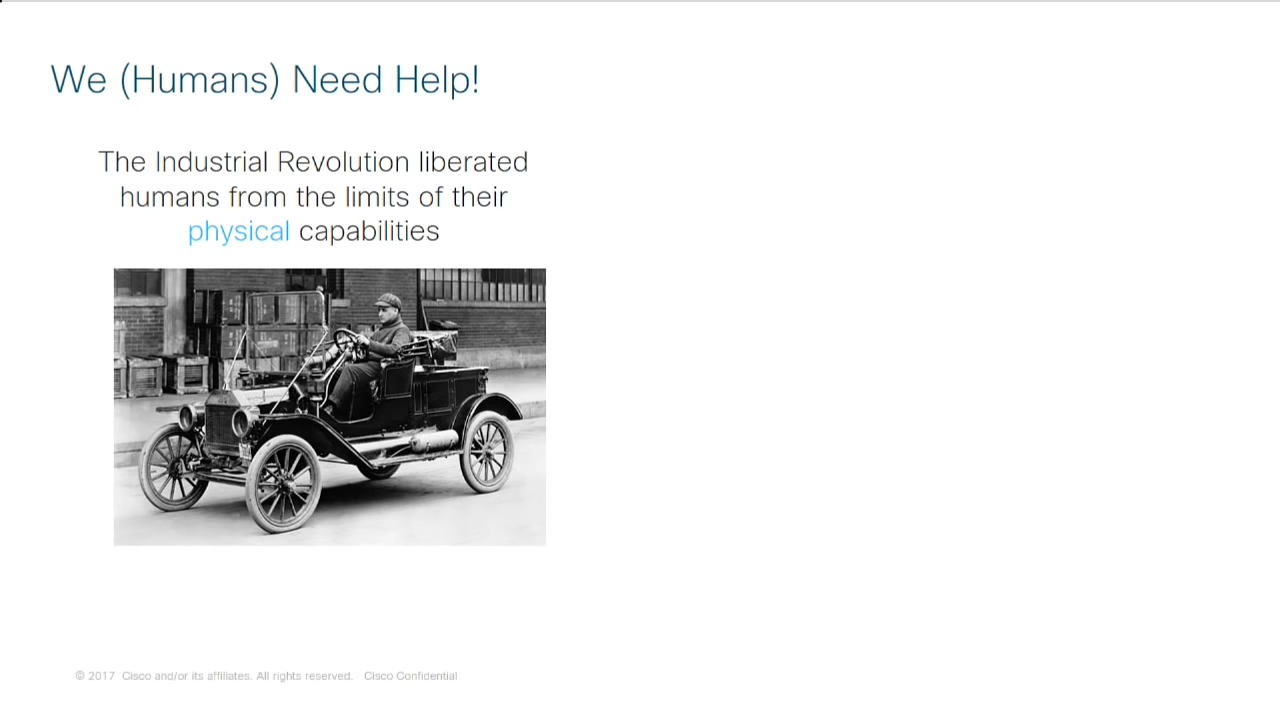 We (Humans) Need Help!
The Industrial Revolution liberated
humans from the limits of their
physical capabilities
© 2017 Cisco and/or its affiliates. All rights reserved. Cisco Confidential